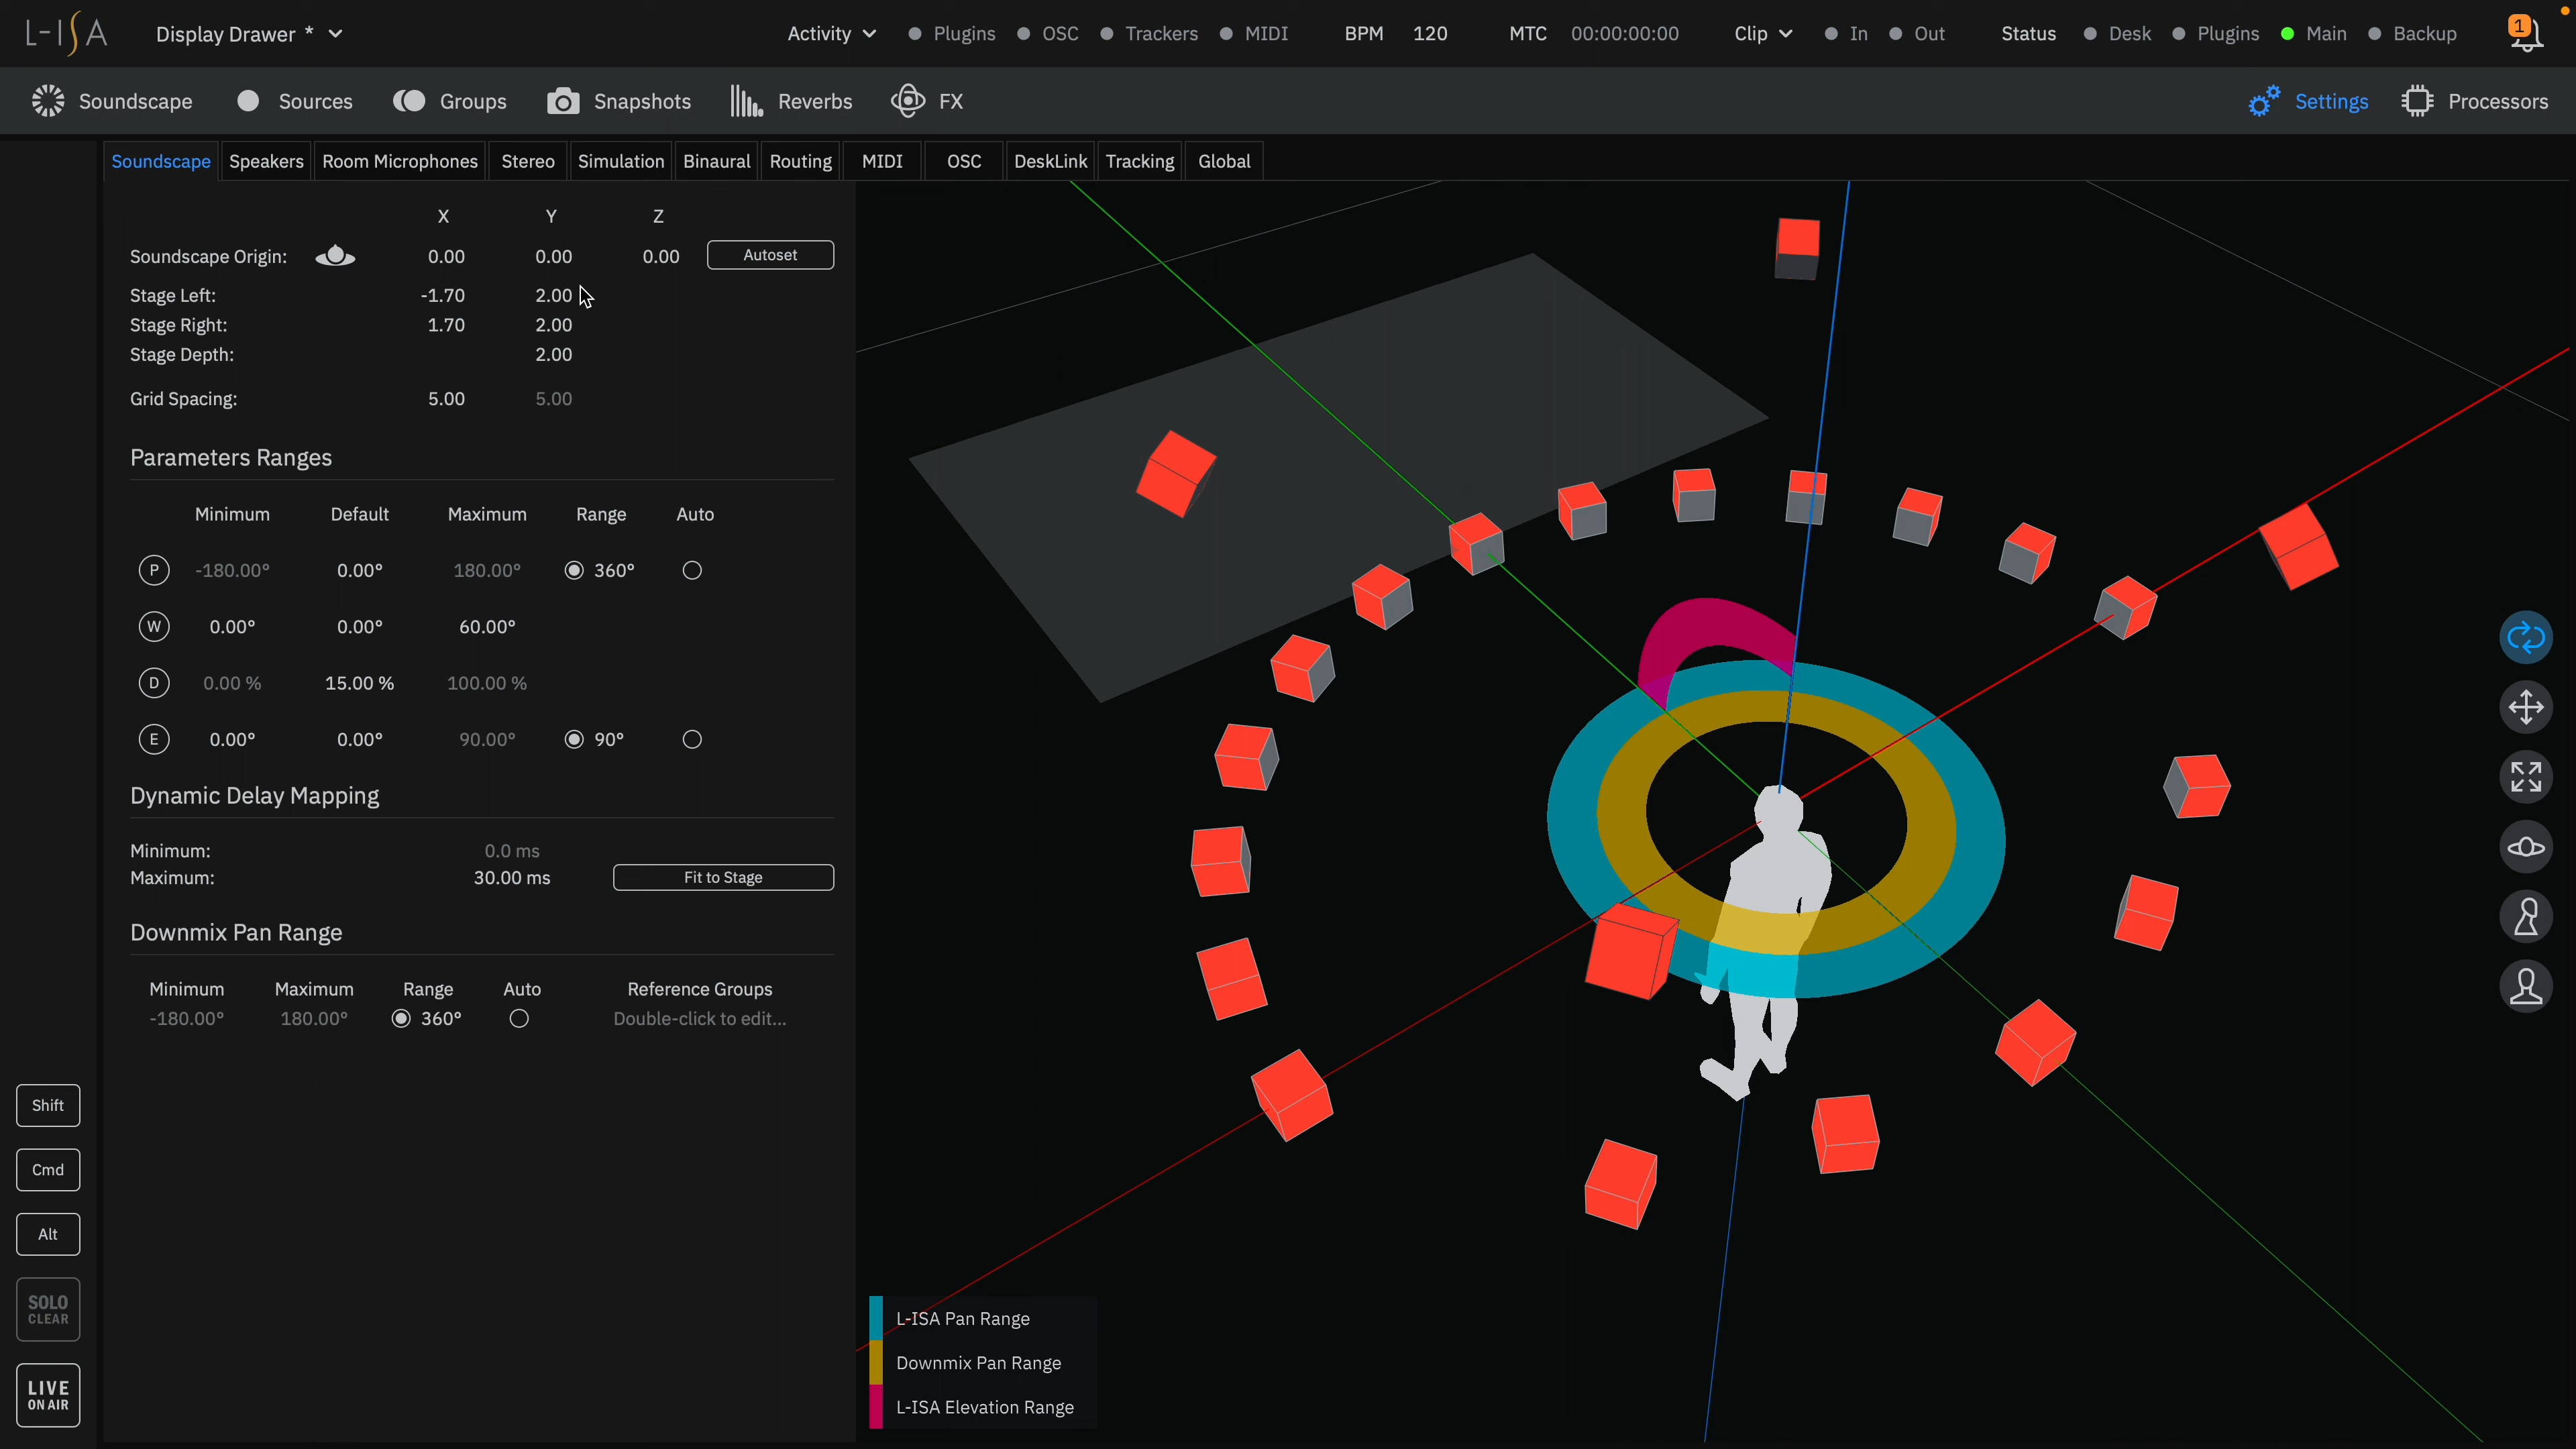 L-ISA Display Drawer * Activity Plugins OSC Trackers MIDI BPM 120 MTC 00:00:00:00 Clip In Out Status Desk Plugins Main Backup 1
Soundscape Sources Groups Snapshots Reverbs FX Settings Processors
Soundscape Speakers Room Microphones Stereo Simulation Binaural Routing MIDI OSC DeskLink Tracking Global
X Y Z
Soundscape Origin: 0.00 0.00 0.00 Autoset
Stage Left: -1.70 2.00
Stage Right: 1.70 2.00
Stage Depth: 2.00
Grid Spacing: 5.00 5.00
Parameters Ranges
Minimum Default Maximum Range Auto
P -180.00° 0.00° 180.00° 360°
W 0.00° 0.00° 60.00°
D 0.00 % 15.00 % 100.00 %
E 0.00° 0.00° 90.00° 90°
Dynamic Delay Mapping
Minimum: 0.0 ms
Maximum: 30.00 ms Fit to Stage
Downmix Pan Range
Minimum Maximum Range Auto Reference Groups
-180.00° 180.00° 360° Double-click to edit...
Shift
Cmd
Alt
SOLO
CLEAR
LIVE
ON AIR
L-ISA Pan Range
Downmix Pan Range
L-ISA Elevation Range